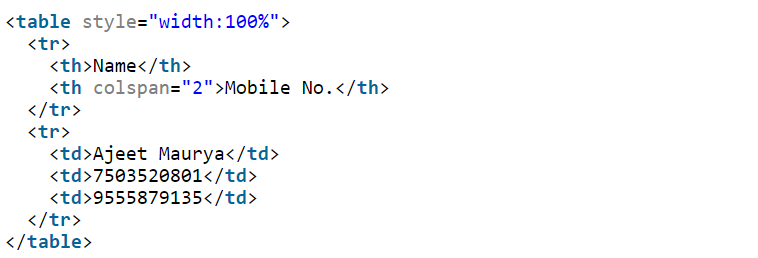 <table style="width:100%">
  <tr>
    <th>Name</th>
    <th colspan="2">Mobile No.</th>
  </tr>
  <tr>
    <td>Ajeet Maurya</td>
    <td>7503520801</td>
    <td>9555879135</td>
  </tr>
</table>